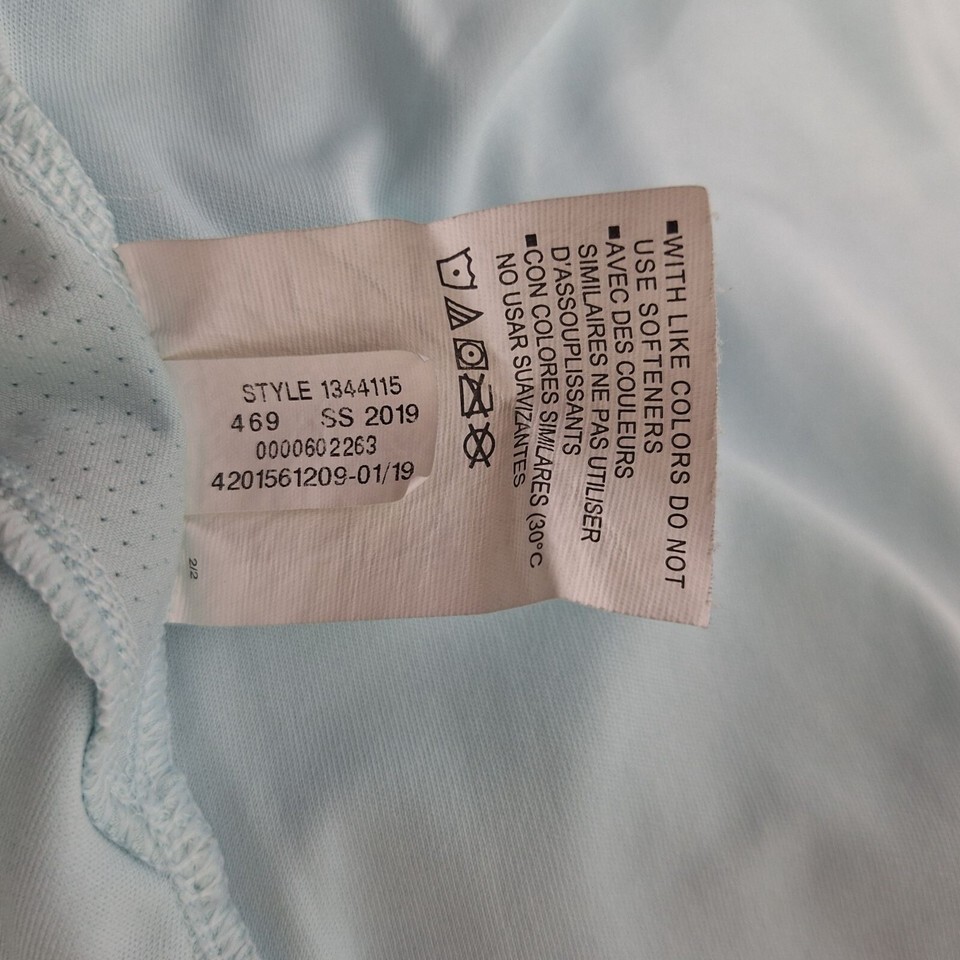 ■WITH LIKE COLORS DO NOT
USE SOFTENERS
■AVEC DES COULEURS
SIMILAIRES NE PAS UTILISER
D'ASSOUPLISSANTS
■CON COLORES SIMILARES (30°C
NO USAR SUAVIZANTES
STYLE 1344115
469 SS 2019
0000602263
4201561209-01/19
2/2